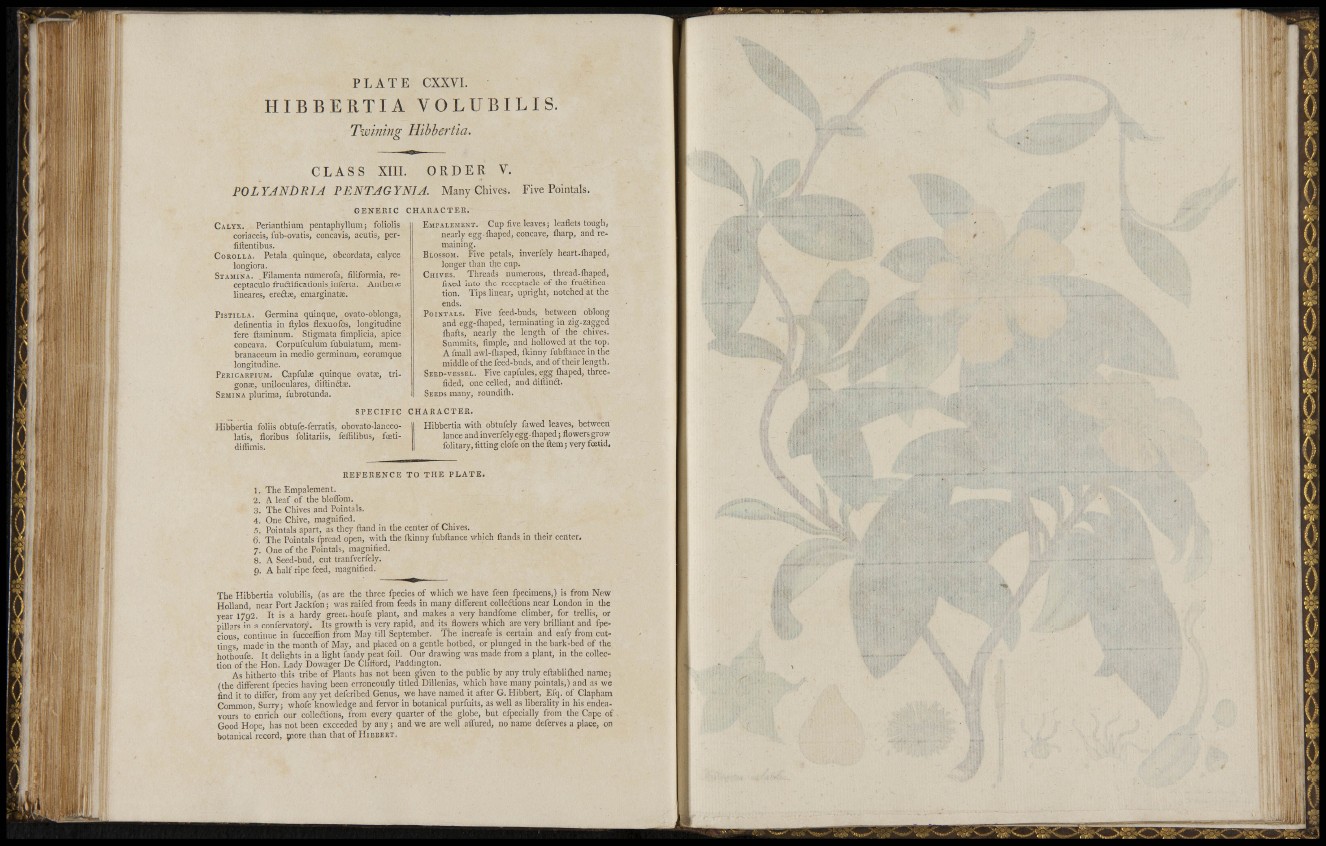 PLATE CXXVI.
HIBBERTIA VOLUBILIS.
Twining Hibbertia.
CLASS XIII. ORDER V.
POLYANDRIA PENTAGYNIA. Many Chives. Five Pointals.
GENERIC CHARACTER.
CALYX. Perianthium pentaphyllum; foliolis
coriaceis, ſub-ovatis, concavis, acutis, per-
ſiſtentibus.
COROLLA. Petala quinque, obcordata, calyce
longiora.
STAMINA. Filamenta numeroſa, filiformia, re-
ceptaculo fructificationis inſerta. Antheræ
lineares, erectæ, emarginatæ.
PISTILLA. Germina quinque, ovato-oblonga,
deſinentia in ſtylos flexuoſos, longitudine
fere ſtaminum. Stigmata ſimplicia, apice
concava. Corpuſculum ſubulatum, mem-
branaceum in medio germinum, eorumque
longitudine.
PERICARPIUM. Capſulæ quinque ovatæ, tri-
gonæ, uniloculares, diſtinctæ.
SEMINA plurima, ſubrotunda.
EMPALEMENT. Cup five leaves; leaflets tough,
nearly egg-ſhaped, concave, ſharp, and re-
maining.
BLOSSOM. Five petals, inverſely heart-ſhaped,
longer than the cup.
CHIVES. Threads numerous, thread-ſhaped,
fixed into the receptacle of the fructifica-
tion. Tips linear, upright, notched at the
ends.
POINTALS. Five ſeed-buds, between oblong
and egg-ſhaped, terminating in zig-zagged
ſhafts, nearly the length of the chives.
Summits, ſimple, and hollowed at the top.
A ſmall awl-ſhaped, ſkinny ſubſtance in the
middle of the ſeed-buds, and of their length.
SEED-VESSEL. Five capſules, egg ſhaped, three-
ſided, one celled, and diſtinct.
SEEDS many, roundiſh.
SPECIFIC CHARACTER.
Hibbertia foliis obtuſe-ſerratis, obovato-lanceo-
latis, floribus ſolitariis, ſeſſilibus, fœti-
diſſimis.
Hibbertia with obtuſely ſawed leaves, between
lance and inverſely egg-ſhaped; flowers grow
ſolitary, ſitting cloſe on the ſtem; very fœtid.
REFERENCE TO THE PLATE.
1. The Empalement.
2. A leaf of the bloſſom.
3. The Chives and Pointals.
4. One Chive, magnified.
5. Pointals apart, as they ſtand in the center of Chives.
6. The Pointals ſpread open, with the ſkinny ſubſtance which ſtands in their center.
7. One of the Pointals, magnified.
8. A Seed-bud, cut tranſverſely.
9. A half ripe ſeed, magnified.
The Hibbertia volubilis, (as are the three ſpecies of which we have ſeen ſpecimens,) is from New
Holland, near Port Jackſon; was raiſed from ſeeds in many different collections near London in the
year 1792. It is a hardy green-houſe plant, and makes a very handſome climber, for trellis, or
pillars in a conſervatory. Its growth is very rapid, and its flowers which are very brilliant and ſpe-
cious, continue in ſucceſſion from May till September. The increaſe is certain and eaſy from cut-
tings, made in the month of May, and placed on a gentle hotbed, or plunged in the bark-bed of the
hothouſe. It delights in a light ſandy peat ſoil. Our drawing was made from a plant, in the collec-
tion of the Hon. Lady Dowager De Clifford, Paddington.
As hitherto this tribe of Plants has not been given to the public by any truly eſtabliſhed name;
(the different ſpecies having been erroneouſly titled Dillenias, which have many pointals,) and as we
find it to differ, from any yet deſcribed Genus, we have named it after G. Hibbert, Eſq. of Clapham
Common, Surry; whoſe knowledge and fervor in botanical purſuits, as well as liberality in his endea-
vours to enrich our collections, from every quarter of the globe, but eſpecially from the Cape of
Good Hope, has not been exceeded by any; and we are well aſſured, no name deſerves a place, on
botanical record, more than that of HIBBERT.